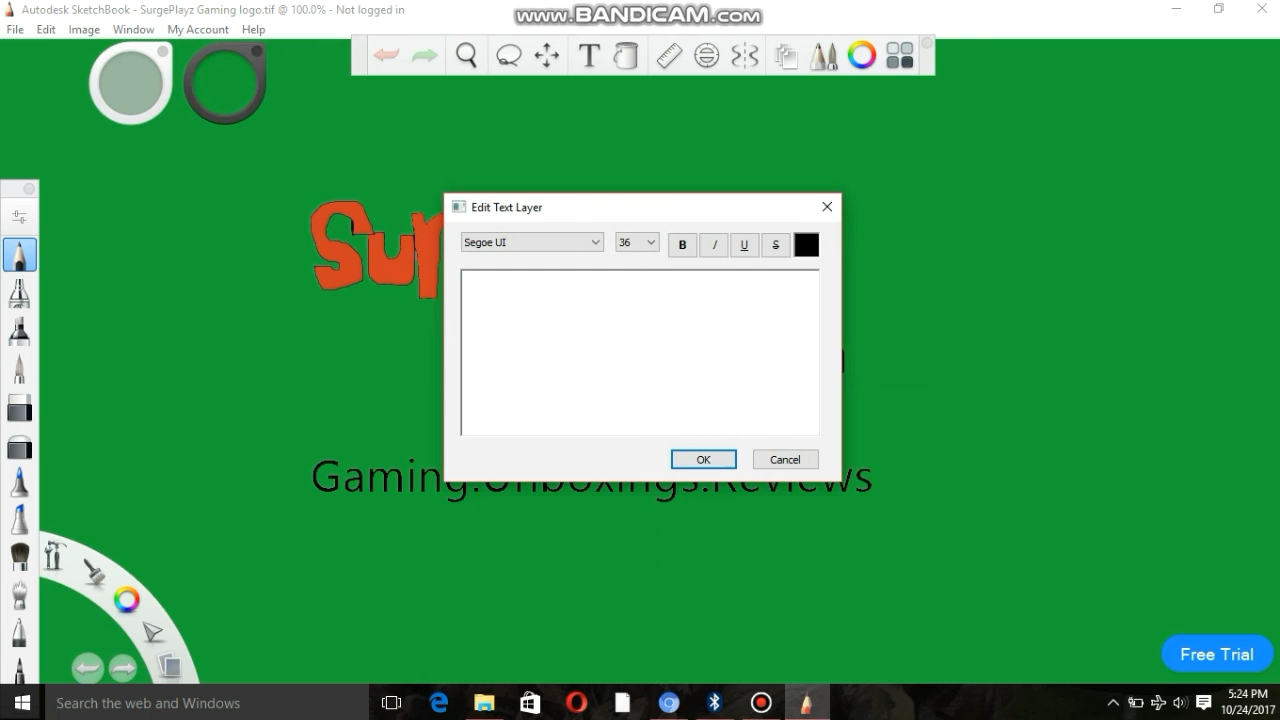 Autodesk SketchBook - SurgePlayz Gaming logo.tif @ 100.0% - Not logged in
www.BANDICAM.com
File Edit Image Window My Account Help
T
Sur
Edit Text Layer
Segoe UI 36 B I U S
OK Cancel
Gaming.Unboxings.Reviews
Free Trial
Search the web and Windows
5:24 PM
10/24/2017